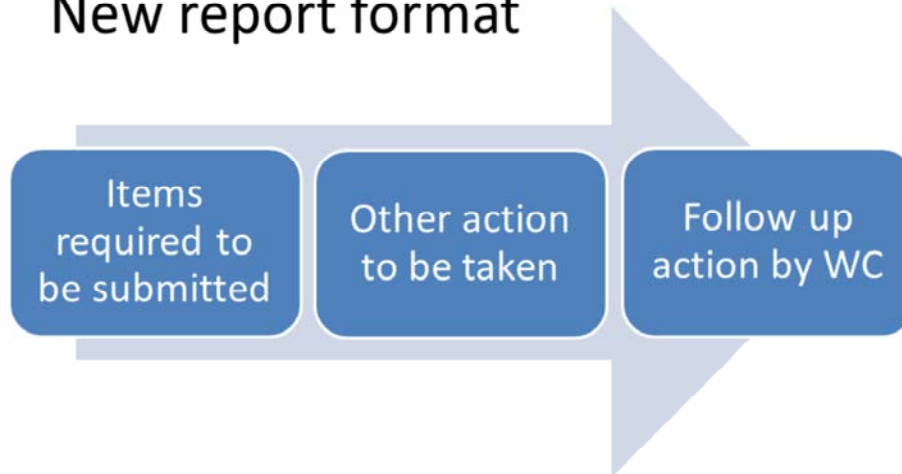 New report format
Items
required to
be submitted
Other action
to be taken
Follow up
action by WC